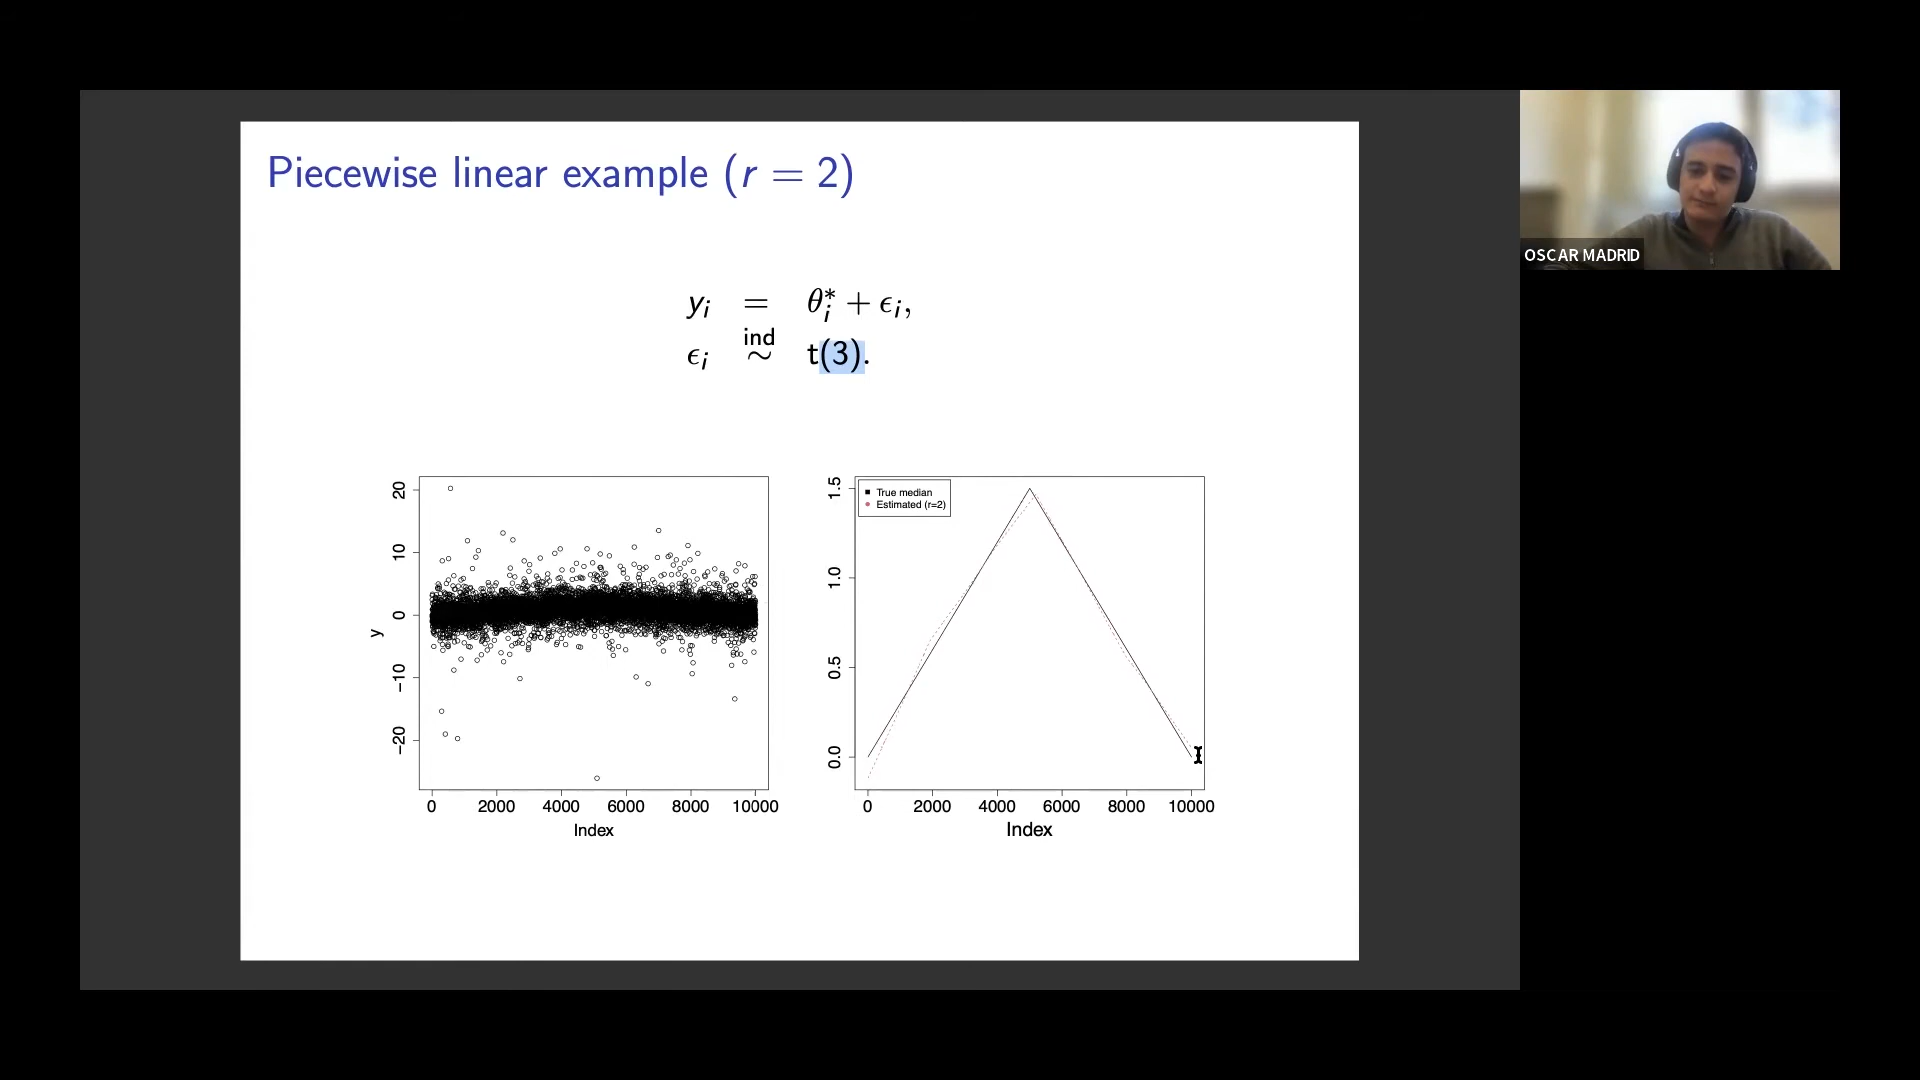 Piecewise linear example (r = 2)
OSCAR MADRID
y_i = θ_i^* + ϵ_i,
ϵ_i ind ∼ t(3).
20
10
0
−10
−20
y
0 2000 4000 6000 8000 10000
Index
1.5
1.0
0.5
0.0
True median
Estimated (r=2)
0 2000 4000 6000 8000 10000
Index